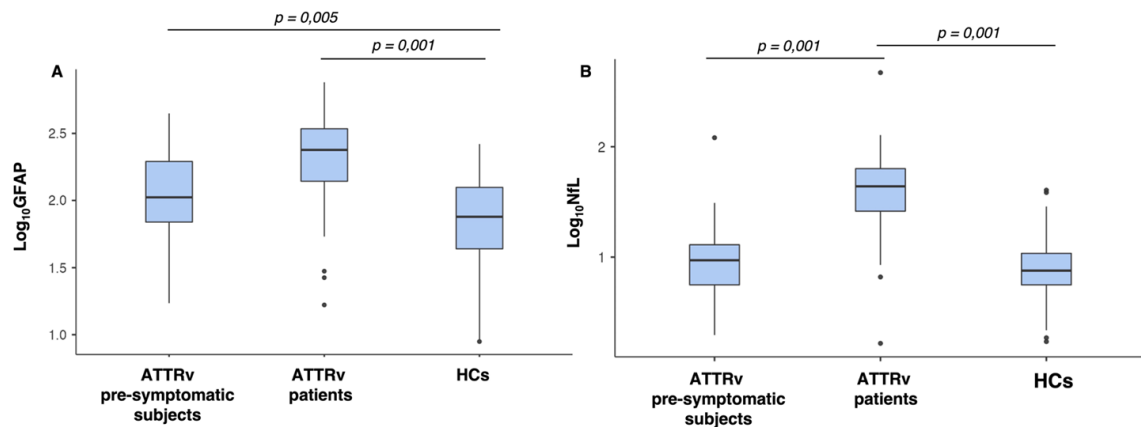 p = 0,005
p = 0,001
A
Log₁₀GFAP
2.5
2.0
1.5
1.0
ATTRv
pre-symptomatic
subjects
ATTRv
patients
HCs
p = 0,001
p = 0,001
B
Log₁₀NfL
2
1
ATTRv
pre-symptomatic
subjects
ATTRv
patients
HCs